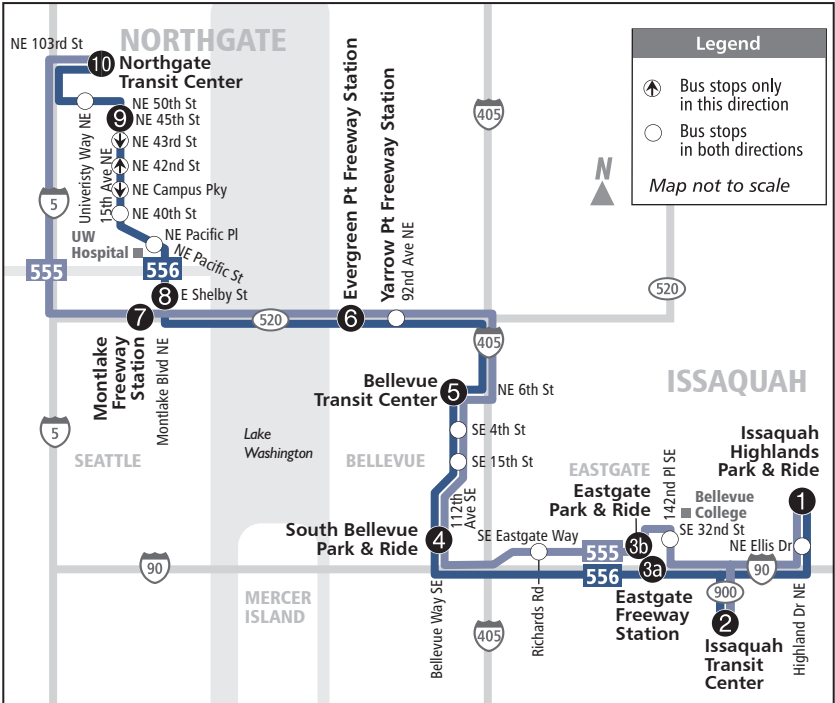 NE 103rd St
NORTHGATE
10
Northgate
Transit Center
NE 50th St
9
NE 45th St
NE 43rd St
NE 42nd St
NE Campus Pky
NE 40th St
NE Pacific Pl
NE Pacific St
Univeristy Way NE
15th Ave NE
5
UW
Hospital
555
556
8
E Shelby St
7
Montlake
Freeway
Station
Montlake Blvd NE
520
6
Evergreen Pt Freeway Station
Yarrow Pt Freeway Station
92nd Ave NE
405
Legend
Bus stops only
in this direction
Bus stops
in both directions
Map not to scale
N
520
405
5
SEATTLE
Lake
Washington
BELLEVUE
Bellevue
Transit Center
5
NE 6th St
SE 4th St
SE 15th St
112th
Ave SE
ISSAQUAH
Issaquah
Highlands
Park & Ride
1
EASTGATE
Eastgate
Park & Ride
142nd Pl SE
Bellevue
College
SE 32nd St
NE Ellis Dr
South Bellevue
Park & Ride
4
SE Eastgate Way
555
3b
556
3a
90
90
900
Eastgate
Freeway
Station
2
Issaquah
Transit
Center
Highland Dr NE
MERCER
ISLAND
Bellevue Way SE
405
Richards Rd